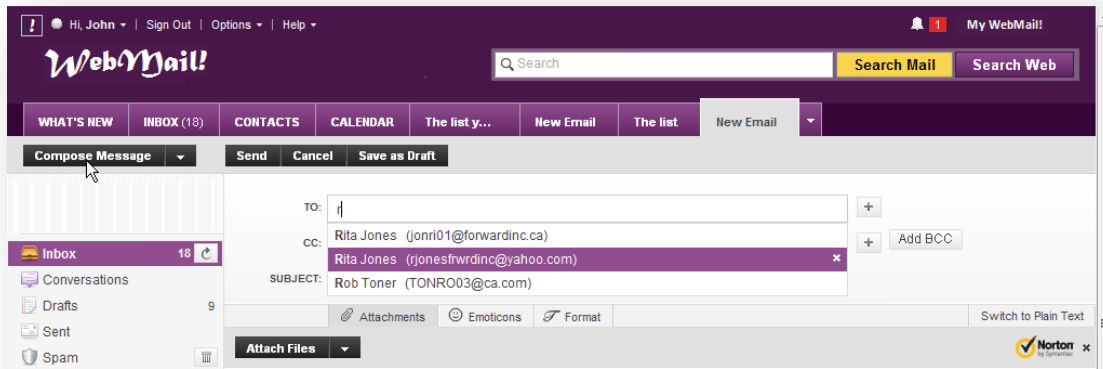 ! Hi, John Sign Out | Options | Help 1 My WebMail!
WebMail! Search Search Mail Search Web
WHAT'S NEW INBOX (18) CONTACTS CALENDAR The list y... New Email The list New Email
Compose Message Send Cancel Save as Draft
TO: r
Rita Jones (jonri01@forwardinc.ca)
CC: Add BCC
Inbox 18 Rita Jones (rjonesfrwrdinc@yahoo.com)
Conversations SUBJECT: Rob Toner (TONRO03@ca.com)
Drafts 9
Attachments Emoticons Format Switch to Plain Text
Sent
Attach Files Norton
by Symantec
Spam